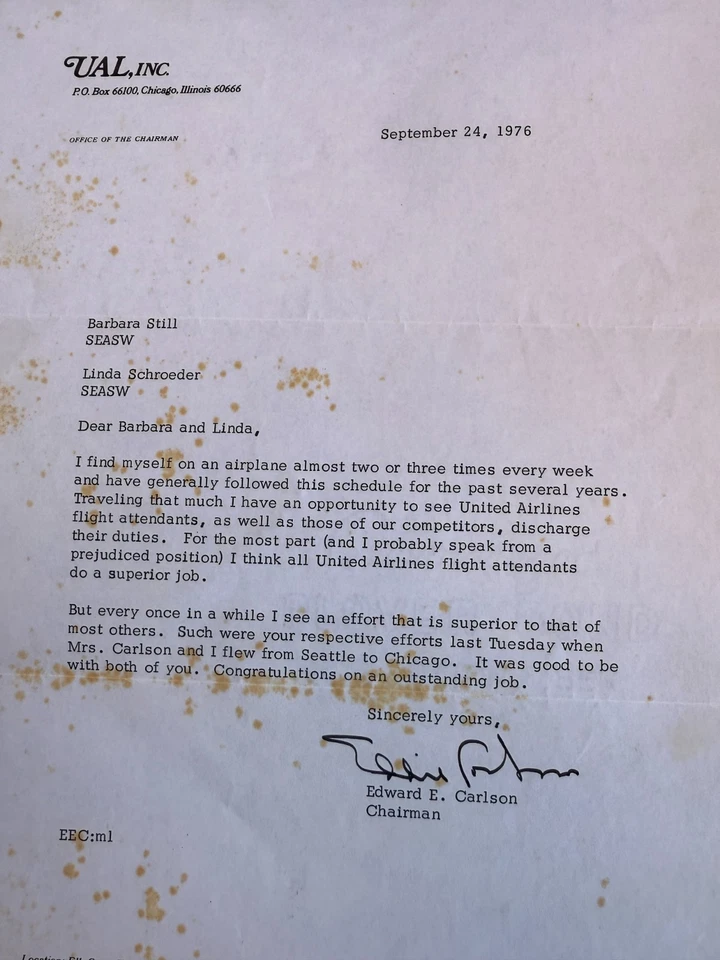 UAL, INC.
P.O. Box 66100, Chicago, Illinois 60666
OFFICE OF THE CHAIRMAN
September 24, 1976
Barbara Still
SEASW
Linda Schroeder
SEASW
Dear Barbara and Linda,
I find myself on an airplane almost two or three times every week
and have generally followed this schedule for the past several years.
Traveling that much I have an opportunity to see United Airlines
flight attendants, as well as those of our competitors, discharge
their duties. For the most part (and I probably speak from a
prejudiced position) I think all United Airlines flight attendants
do a superior job.
But every once in a while I see an effort that is superior to that of
most others. Such were your respective efforts last Tuesday when
Mrs. Carlson and I flew from Seattle to Chicago. It was good to be
with both of you. Congratulations on an outstanding job.
Sincerely yours,
Eddie Carlson
Edward E. Carlson
Chairman
EEC:ml